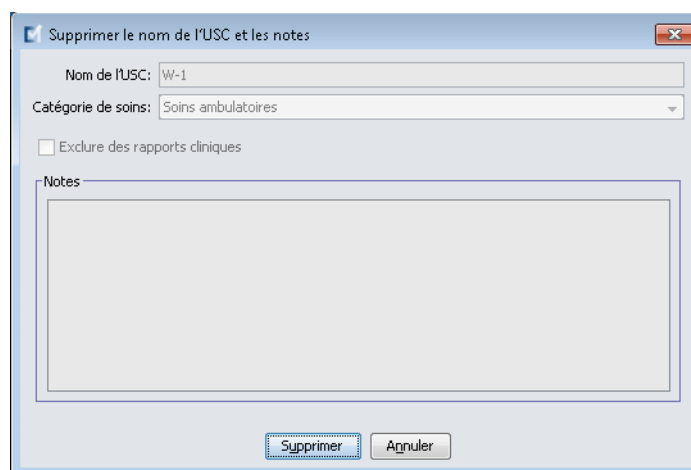 Supprimer le nom de l'USC et les notes
Nom de l'USC: W-1
Catégorie de soins: Soins ambulatoires
Exclure des rapports cliniques
Notes
Supprimer Annuler